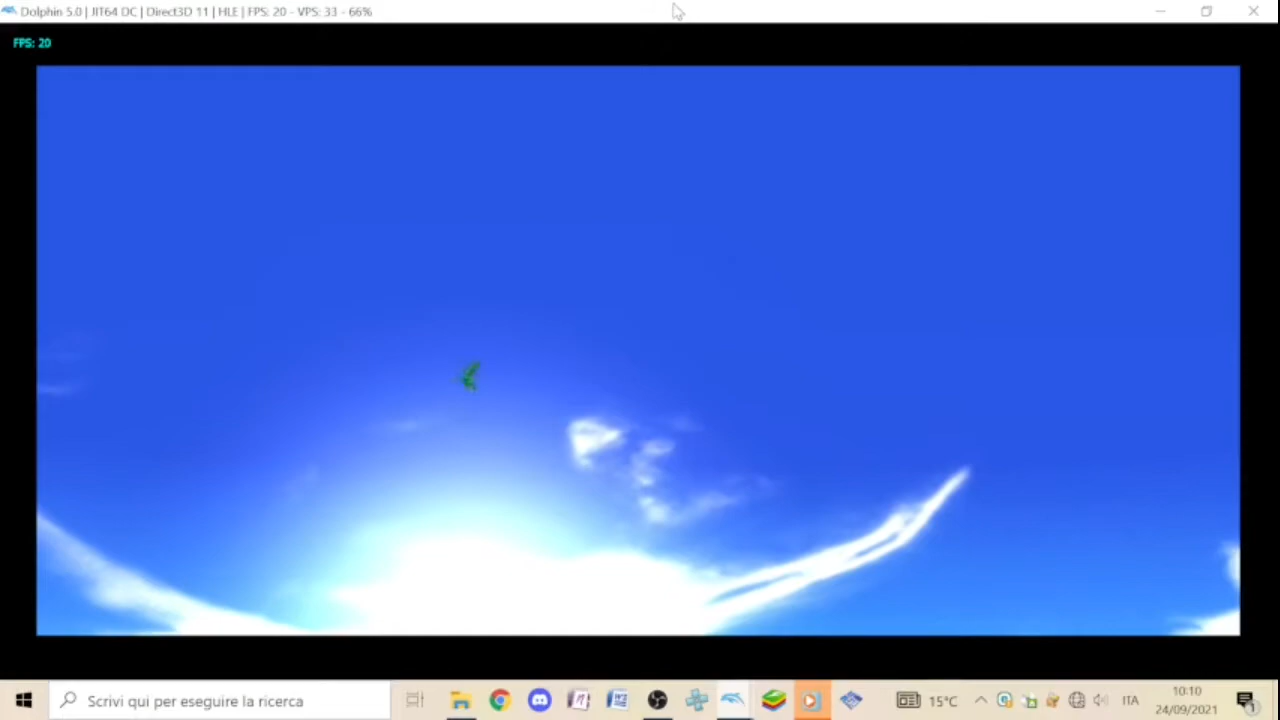 Dolphin 5.0 | JIT64 DC | Direct3D 11 | HLE | FPS: 20 - VPS: 33 - 66%
FPS: 20
Scrivi qui per eseguire la ricerca
15°C
ITA
10:10
24/09/2021
1